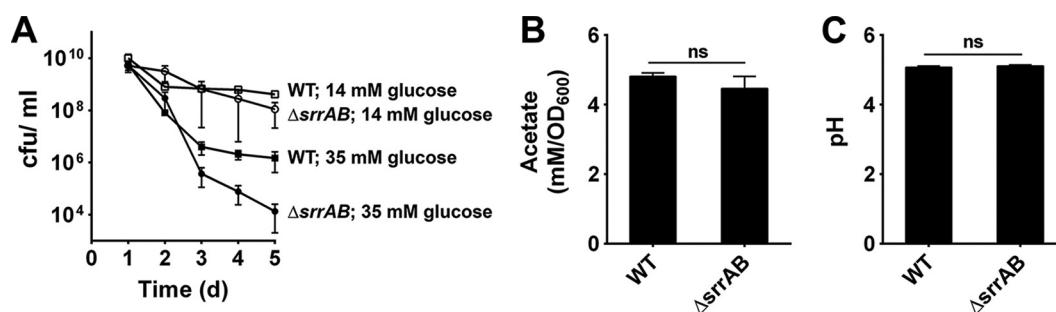 A
cfu/ ml
10^10
10^8
10^6
10^4
0 1 2 3 4 5
Time (d)
WT; 14 mM glucose
ΔsrrAB; 14 mM glucose
WT; 35 mM glucose
ΔsrrAB; 35 mM glucose
B
Acetate
(mM/OD600)
6
4
2
0
ns
WT
ΔsrrAB
C
pH
6
4
2
0
ns
WT
ΔsrrAB